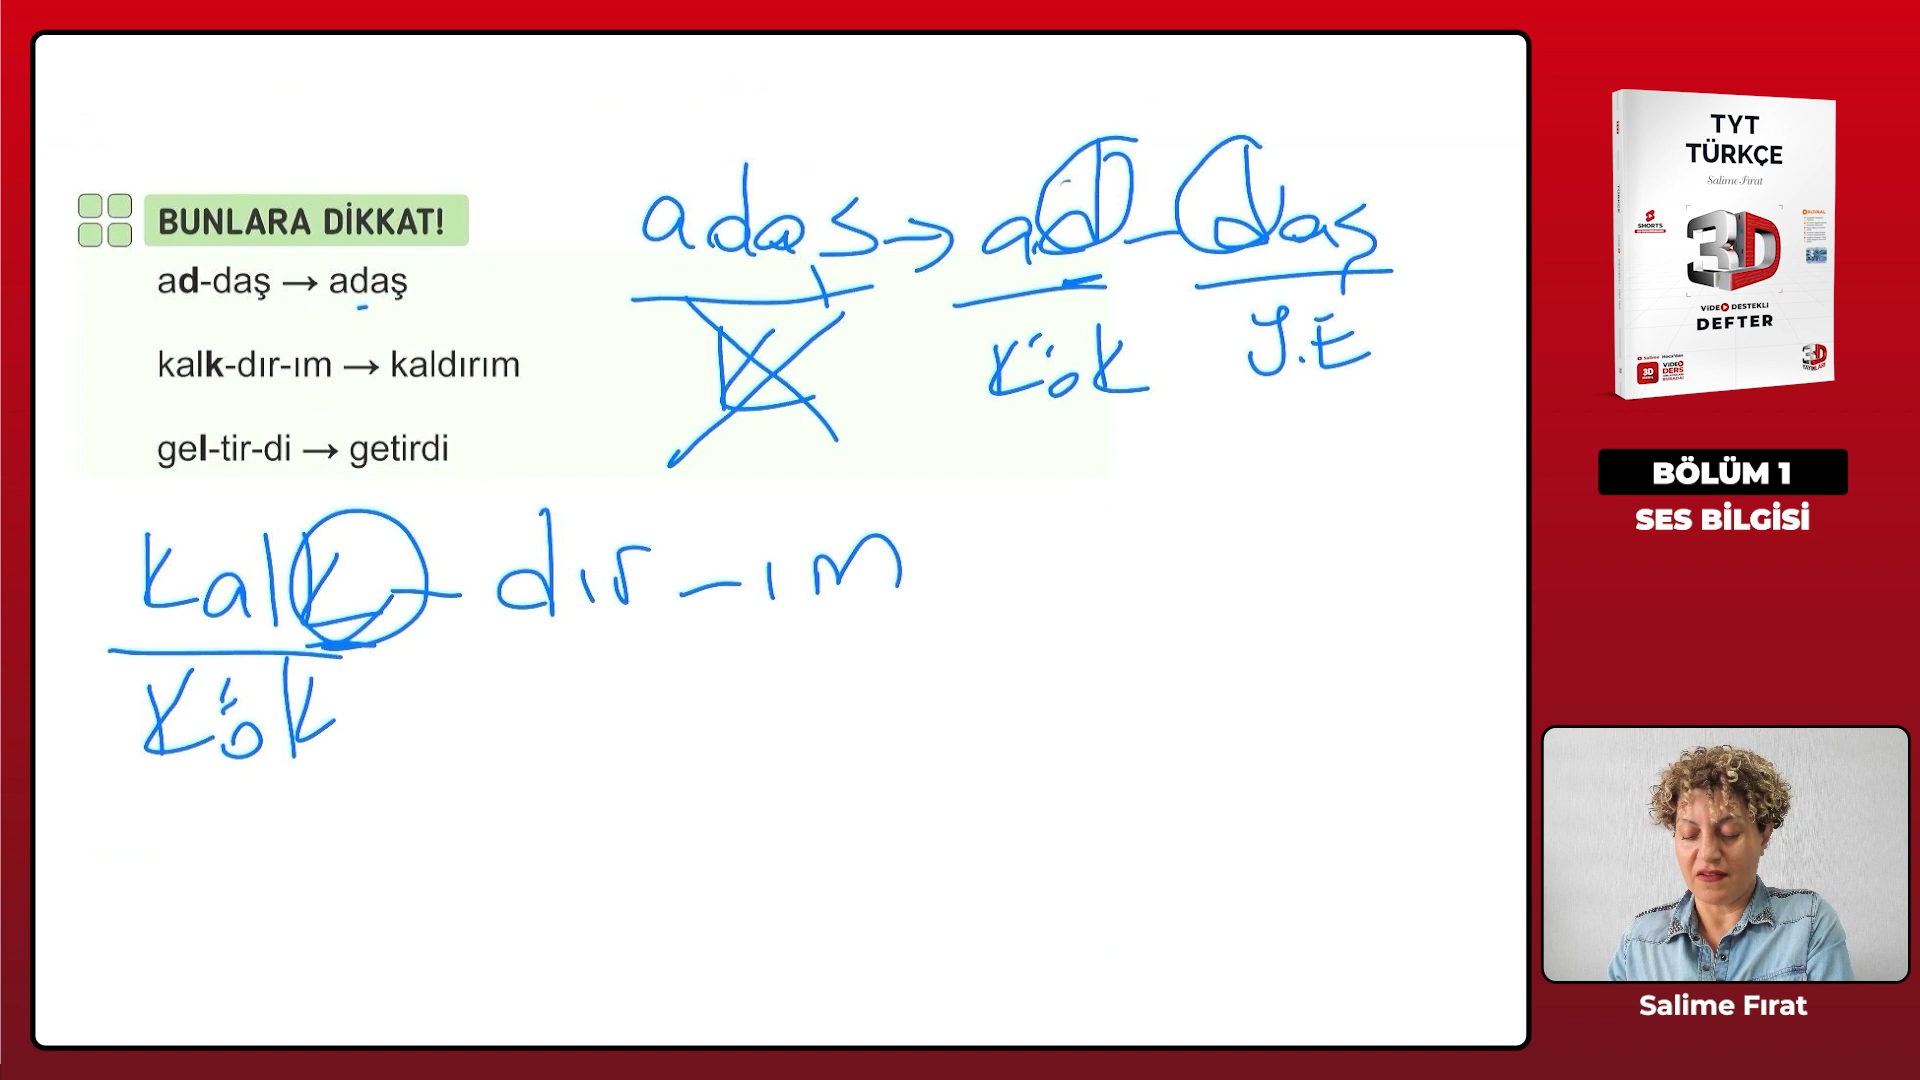 BUNLARA DİKKAT!
ad-daş → adaş
kalk-dır-ım → kaldırım
gel-tir-di → getirdi
adaş → ad-daş
kök
Y.E
kalk-dır-ım
kök
TYT
TÜRKÇE
Salime Fırat
SHORTS
3D
VİDEO DESTEKLİ
DEFTER
BÖLÜM 1
SES BİLGİSİ
Salime Fırat